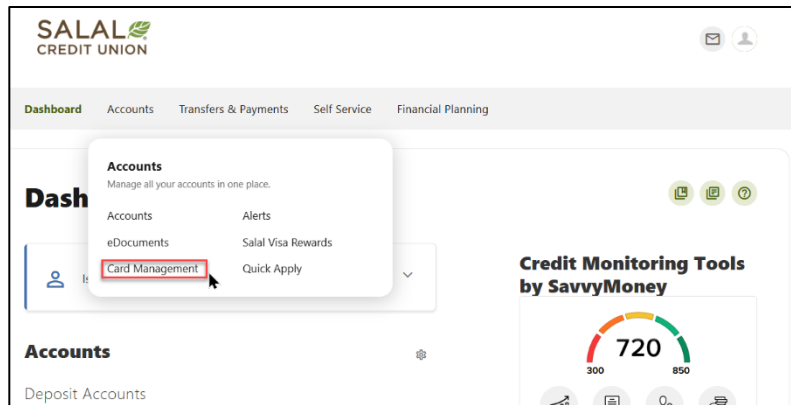 SALAL
CREDIT UNION
Dashboard Accounts Transfers & Payments Self Service Financial Planning
Accounts
Manage all your accounts in one place.
Accounts Alerts
eDocuments Salal Visa Rewards
Card Management Quick Apply
Dash
Is
Credit Monitoring Tools
by SavvyMoney
720
300 850
Accounts
Deposit Accounts